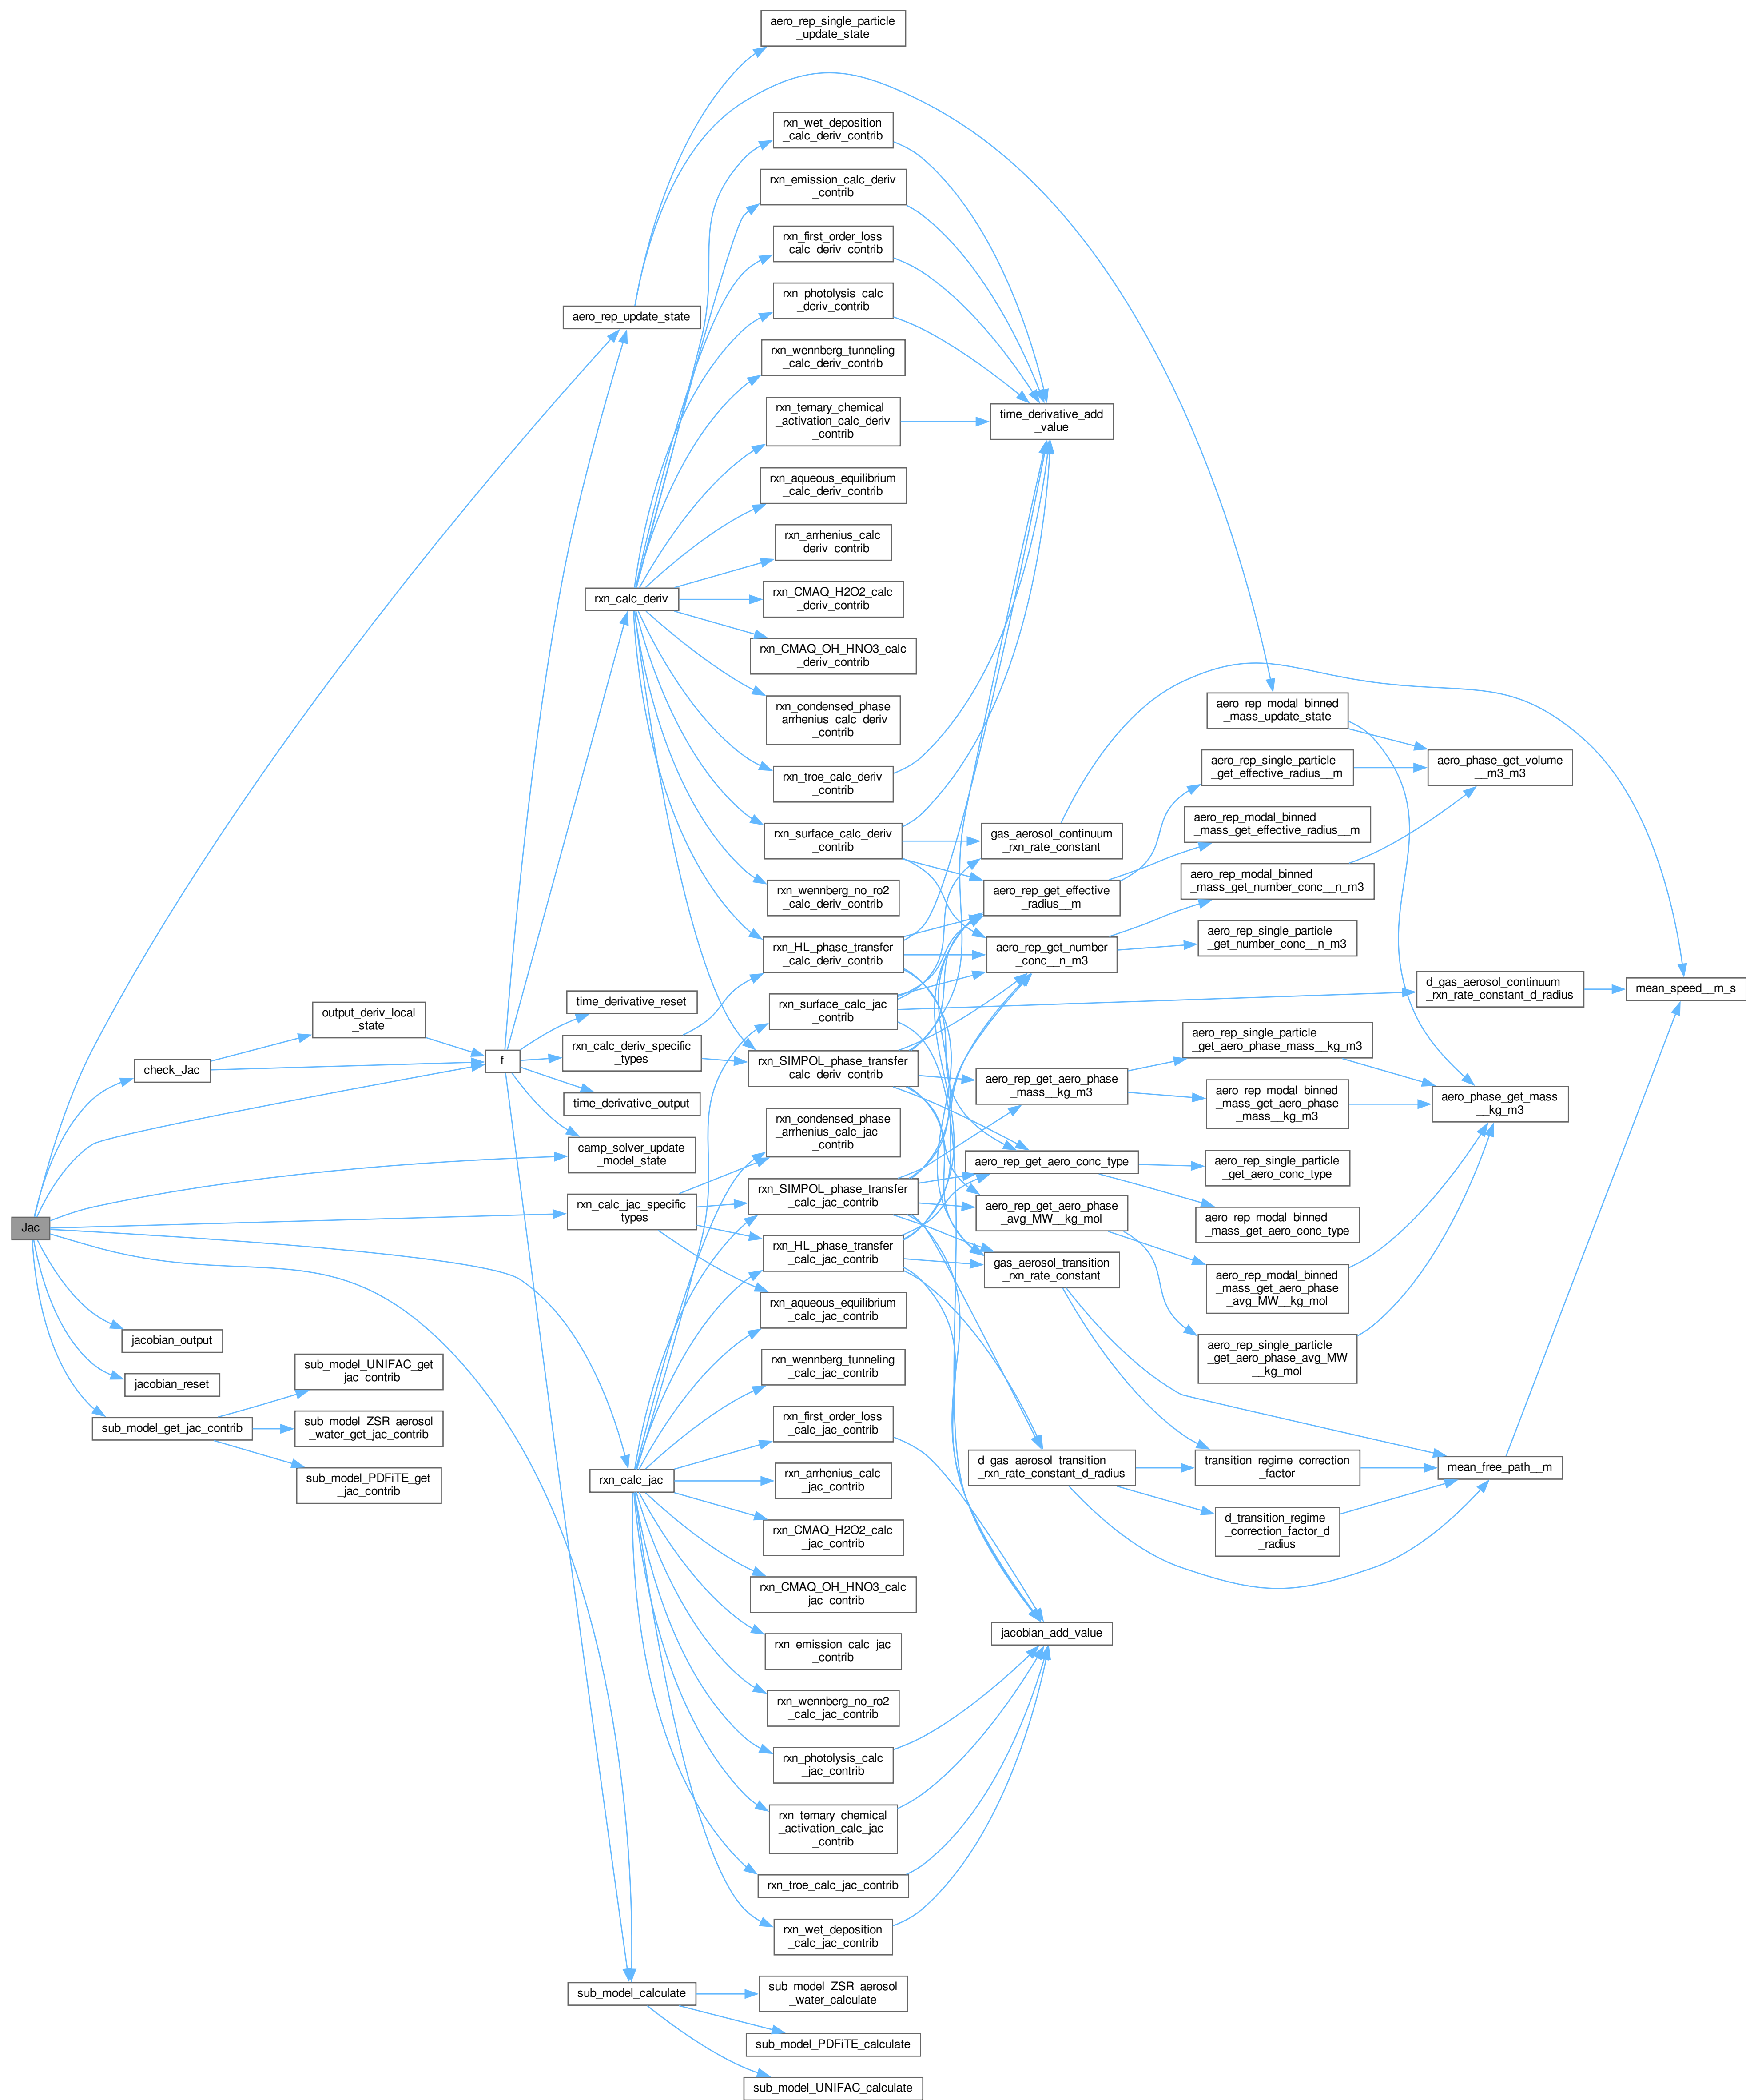 aero_rep_single_particle
_update_state
rxn_wet_deposition
_calc_deriv_contrib
rxn_emission_calc_deriv
_contrib
rxn_first_order_loss
_calc_deriv_contrib
rxn_photolysis_calc
_deriv_contrib
aero_rep_update_state
rxn_wennberg_tunneling
_calc_deriv_contrib
rxn_ternary_chemical
_activation_calc_deriv
_contrib
time_derivative_add
_value
rxn_aqueous_equilibrium
_calc_deriv_contrib
rxn_arrhenius_calc
_deriv_contrib
rxn_calc_deriv
rxn_CMAQ_H2O2_calc
_deriv_contrib
rxn_CMAQ_OH_HNO3_calc
_deriv_contrib
rxn_condensed_phase
_arrhenius_calc_deriv
_contrib
aero_rep_modal_binned
_mass_update_state
rxn_troe_calc_deriv
_contrib
aero_rep_single_particle
_get_effective_radius__m
aero_phase_get_volume
__m3_m3
rxn_surface_calc_deriv
_contrib
gas_aerosol_continuum
_rxn_rate_constant
aero_rep_modal_binned
_mass_get_effective_radius__m
rxn_wennberg_no_ro2
_calc_deriv_contrib
aero_rep_get_effective
_radius__m
aero_rep_modal_binned
_mass_get_number_conc__n_m3
rxn_HL_phase_transfer
_calc_deriv_contrib
aero_rep_get_number
_conc__n_m3
aero_rep_single_particle
_get_number_conc__n_m3
output_deriv_local
_state
time_derivative_reset
rxn_surface_calc_jac
_contrib
d_gas_aerosol_continuum
_rxn_rate_constant_d_radius
mean_speed__m_s
check_Jac
f
rxn_calc_deriv_specific
_types
rxn_SIMPOL_phase_transfer
_calc_deriv_contrib
aero_rep_get_aero_phase
_mass__kg_m3
aero_rep_single_particle
_get_aero_phase_mass__kg_m3
time_derivative_output
aero_rep_modal_binned
_mass_get_aero_phase
_mass__kg_m3
aero_phase_get_mass
__kg_m3
camp_solver_update
_model_state
rxn_condensed_phase
_arrhenius_calc_jac
_contrib
aero_rep_get_aero_conc_type
aero_rep_single_particle
_get_aero_conc_type
Jac
rxn_calc_jac_specific
_types
rxn_SIMPOL_phase_transfer
_calc_jac_contrib
aero_rep_get_aero_phase
_avg_MW__kg_mol
aero_rep_modal_binned
_mass_get_aero_conc_type
rxn_HL_phase_transfer
_calc_jac_contrib
gas_aerosol_transition
_rxn_rate_constant
aero_rep_modal_binned
_mass_get_aero_phase
_avg_MW__kg_mol
rxn_aqueous_equilibrium
_calc_jac_contrib
jacobian_output
aero_rep_single_particle
_get_aero_phase_avg_MW
__kg_mol
sub_model_UNIFAC_get
_jac_contrib
rxn_wennberg_tunneling
_calc_jac_contrib
jacobian_reset
sub_model_get_jac_contrib
sub_model_ZSR_aerosol
_water_get_jac_contrib
rxn_first_order_loss
_calc_jac_contrib
sub_model_PDFiTE_get
_jac_contrib
rxn_calc_jac
rxn_arrhenius_calc
_jac_contrib
d_gas_aerosol_transition
_rxn_rate_constant_d_radius
transition_regime_correction
_factor
mean_free_path__m
rxn_CMAQ_H2O2_calc
_jac_contrib
d_transition_regime
_correction_factor_d
_radius
rxn_CMAQ_OH_HNO3_calc
_jac_contrib
rxn_emission_calc_jac
_contrib
jacobian_add_value
rxn_wennberg_no_ro2
_calc_jac_contrib
rxn_photolysis_calc
_jac_contrib
rxn_ternary_chemical
_activation_calc_jac
_contrib
rxn_troe_calc_jac_contrib
rxn_wet_deposition
_calc_jac_contrib
sub_model_calculate
sub_model_ZSR_aerosol
_water_calculate
sub_model_PDFiTE_calculate
sub_model_UNIFAC_calculate